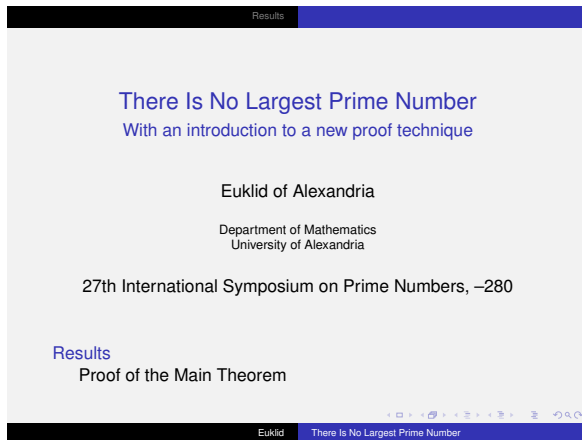 Results
There Is No Largest Prime Number
With an introduction to a new proof technique
Euklid of Alexandria
Department of Mathematics
University of Alexandria
27th International Symposium on Prime Numbers, –280
Results
Proof of the Main Theorem
Euklid There Is No Largest Prime Number